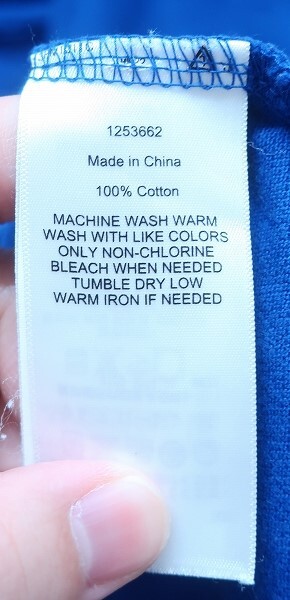 1253662
Made in China
100% Cotton
MACHINE WASH WARM
WASH WITH LIKE COLORS
ONLY NON-CHLORINE
BLEACH WHEN NEEDED
TUMBLE DRY LOW
WARM IRON IF NEEDED